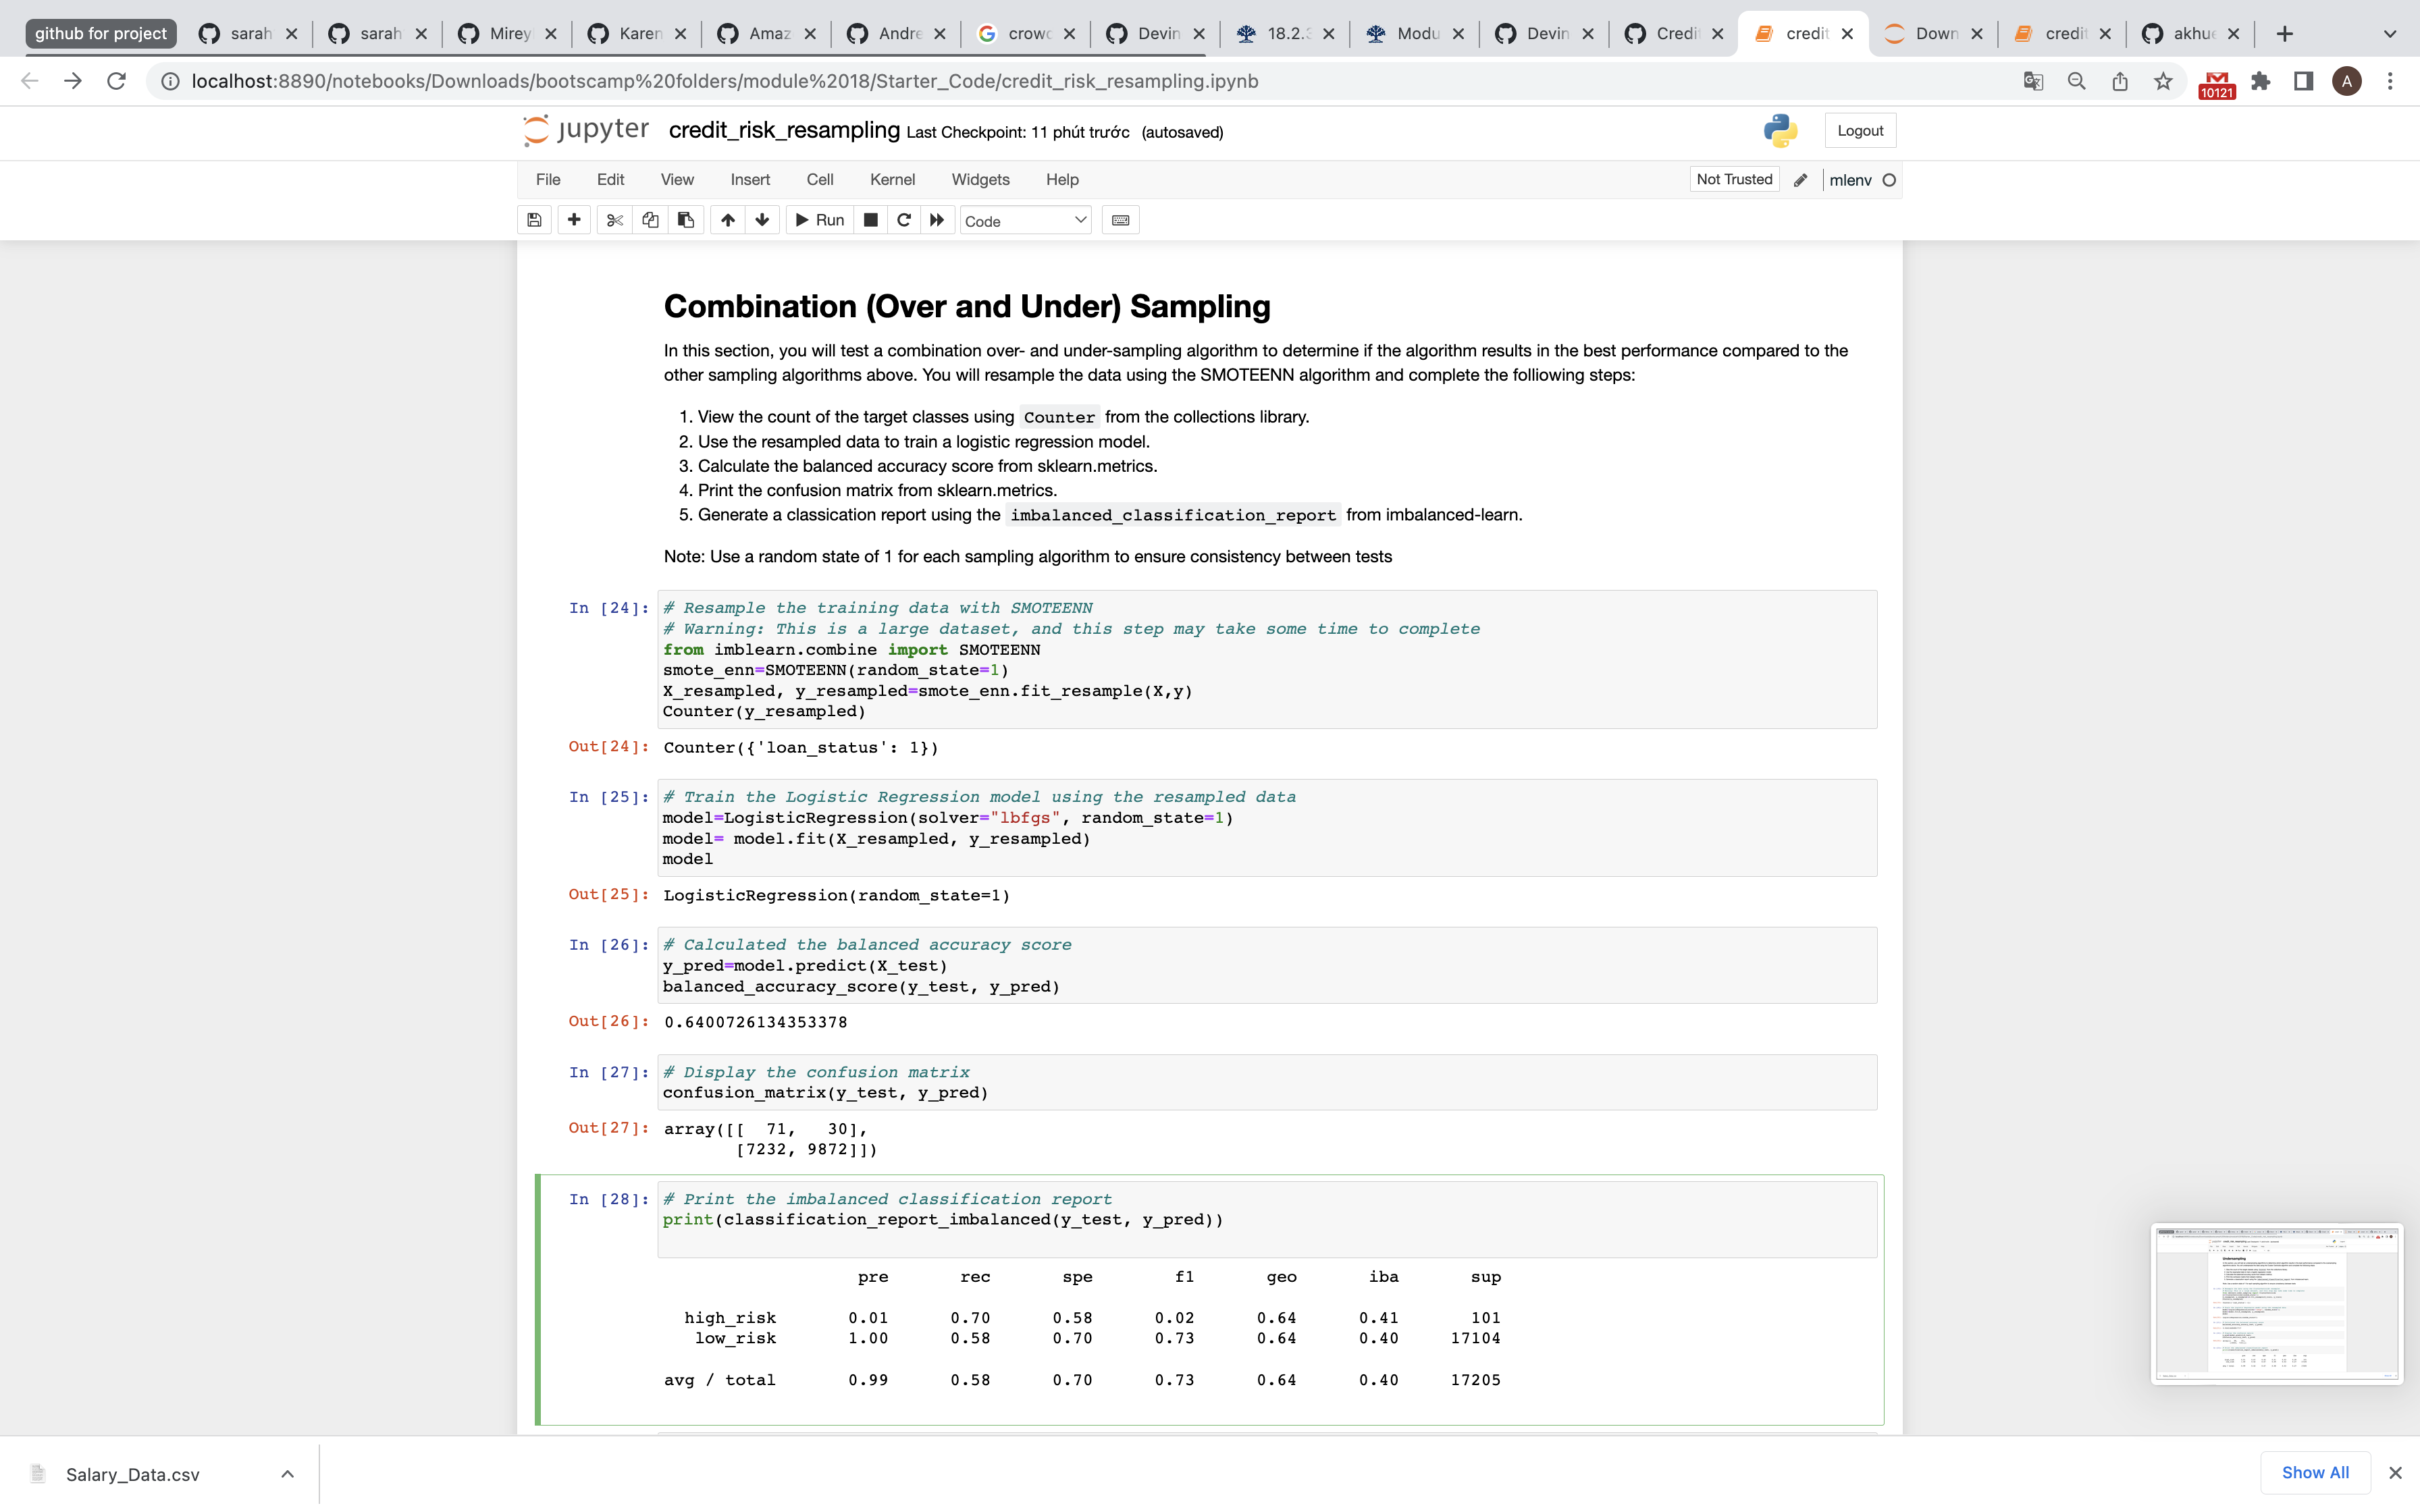 github for project
sarah
sarah
Mirey
Karen
Amaz
Andre
crowd
Devin
18.2.3
Modu
Devin
Credi
credit
Down
credit
akhue
localhost:8890/notebooks/Downloads/bootscamp%20folders/module%2018/Starter_Code/credit_risk_resampling.ipynb
10121
A
jupyter credit_risk_resampling Last Checkpoint: 11 phút trước (autosaved)
Logout
File Edit View Insert Cell Kernel Widgets Help
Not Trusted
mlenv
Run
Code
Combination (Over and Under) Sampling
In this section, you will test a combination over- and under-sampling algorithm to determine if the algorithm results in the best performance compared to the
other sampling algorithms above. You will resample the data using the SMOTEENN algorithm and complete the folliowing steps:
1. View the count of the target classes using Counter from the collections library.
2. Use the resampled data to train a logistic regression model.
3. Calculate the balanced accuracy score from sklearn.metrics.
4. Print the confusion matrix from sklearn.metrics.
5. Generate a classication report using the imbalanced_classification_report from imbalanced-learn.
Note: Use a random state of 1 for each sampling algorithm to ensure consistency between tests
In [24]: # Resample the training data with SMOTEENN
# Warning: This is a large dataset, and this step may take some time to complete
from imblearn.combine import SMOTEENN
smote_enn=SMOTEENN(random_state=1)
X_resampled, y_resampled=smote_enn.fit_resample(X,y)
Counter(y_resampled)
Out[24]: Counter({'loan_status': 1})
In [25]: # Train the Logistic Regression model using the resampled data
model=LogisticRegression(solver="lbfgs", random_state=1)
model= model.fit(X_resampled, y_resampled)
model
Out[25]: LogisticRegression(random_state=1)
In [26]: # Calculated the balanced accuracy score
y_pred=model.predict(X_test)
balanced_accuracy_score(y_test, y_pred)
Out[26]: 0.6400726134353378
In [27]: # Display the confusion matrix
confusion_matrix(y_test, y_pred)
Out[27]: array([[ 71, 30],
[7232, 9872]])
In [28]: # Print the imbalanced classification report
print(classification_report_imbalanced(y_test, y_pred))
pre rec spe f1 geo iba sup
high_risk 0.01 0.70 0.58 0.02 0.64 0.41 101
low_risk 1.00 0.58 0.70 0.73 0.64 0.40 17104
avg / total 0.99 0.58 0.70 0.73 0.64 0.40 17205
Salary_Data.csv
Show All